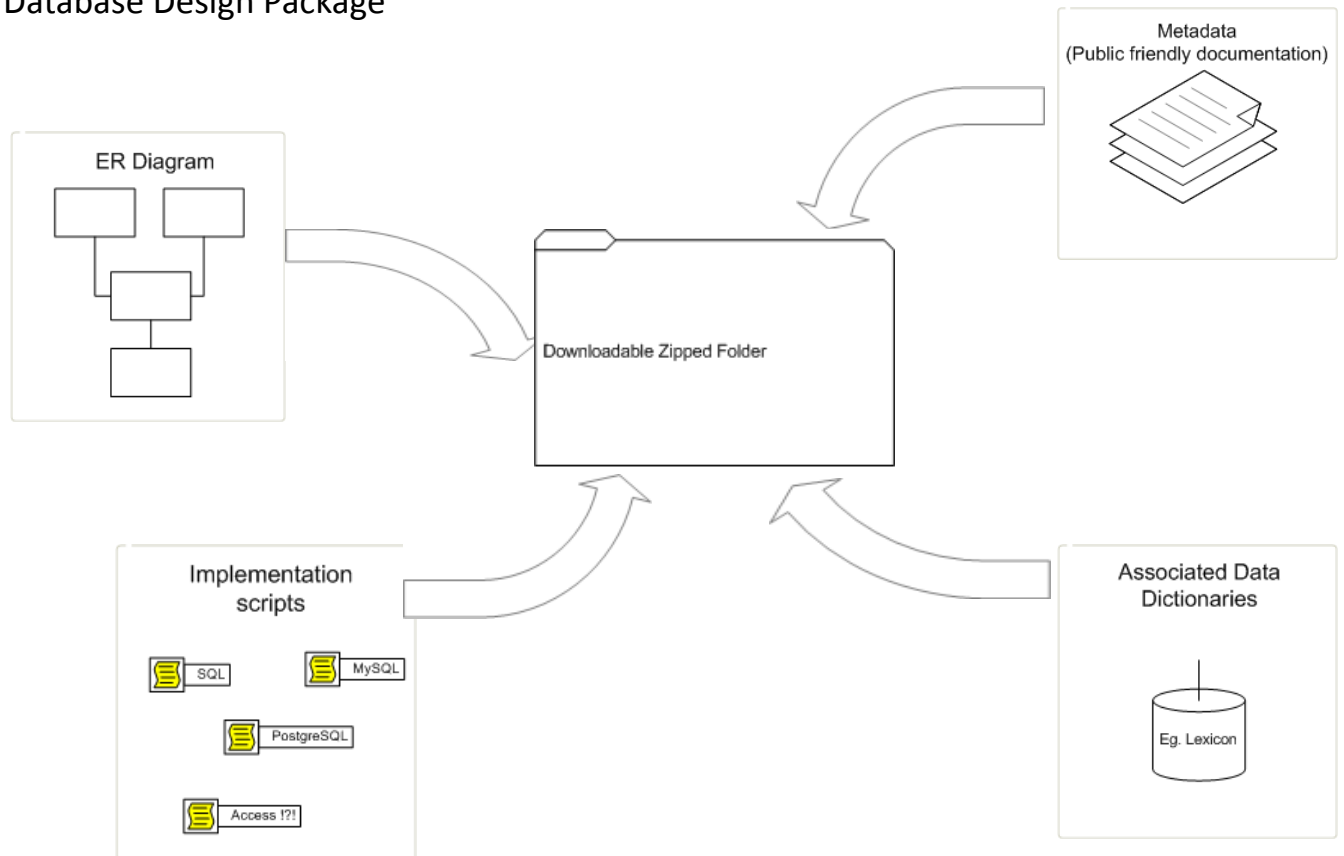 Database Design Package
Metadata
(Public friendly documentation)
ER Diagram
Downloadable Zipped Folder
Implementation
scripts
SQL
MySQL
PostgreSQL
Access !?!
Associated Data
Dictionaries
Eg. Lexicon